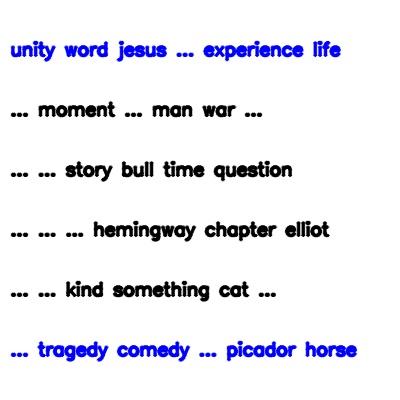 unity word jesus ... experience life
... moment ... man war ...
... ... story bull time question
... ... ... hemingway chapter elliot
... ... kind something cat ...
... tragedy comedy ... picador horse